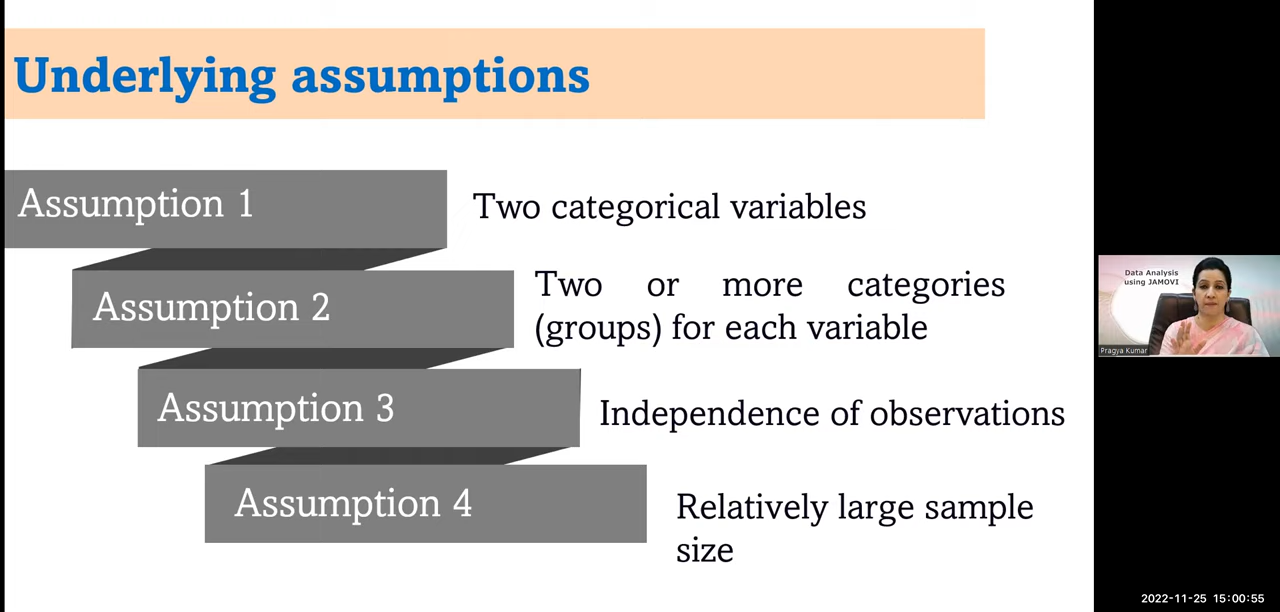 Underlying assumptions
Assumption 1
Two categorical variables
Assumption 2
Two or more categories
(groups) for each variable
Assumption 3
Independence of observations
Assumption 4
Relatively large sample
size
Data Analysis
using JAMOVI
Pragya Kumar
2022-11-25 15:00:55